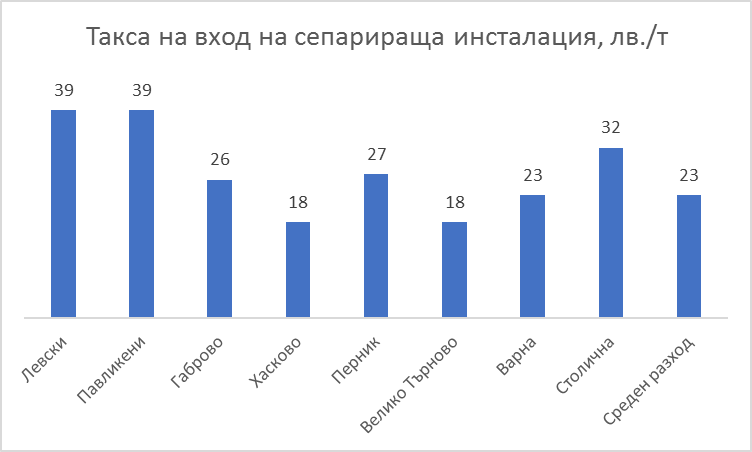 Такса на вход на сепарираща инсталация, лв./т
39
39
26
18
27
18
23
32
23
Левски
Павликени
Габрово
Хасково
Перник
Велико Търново
Варна
Столична
Среден разход